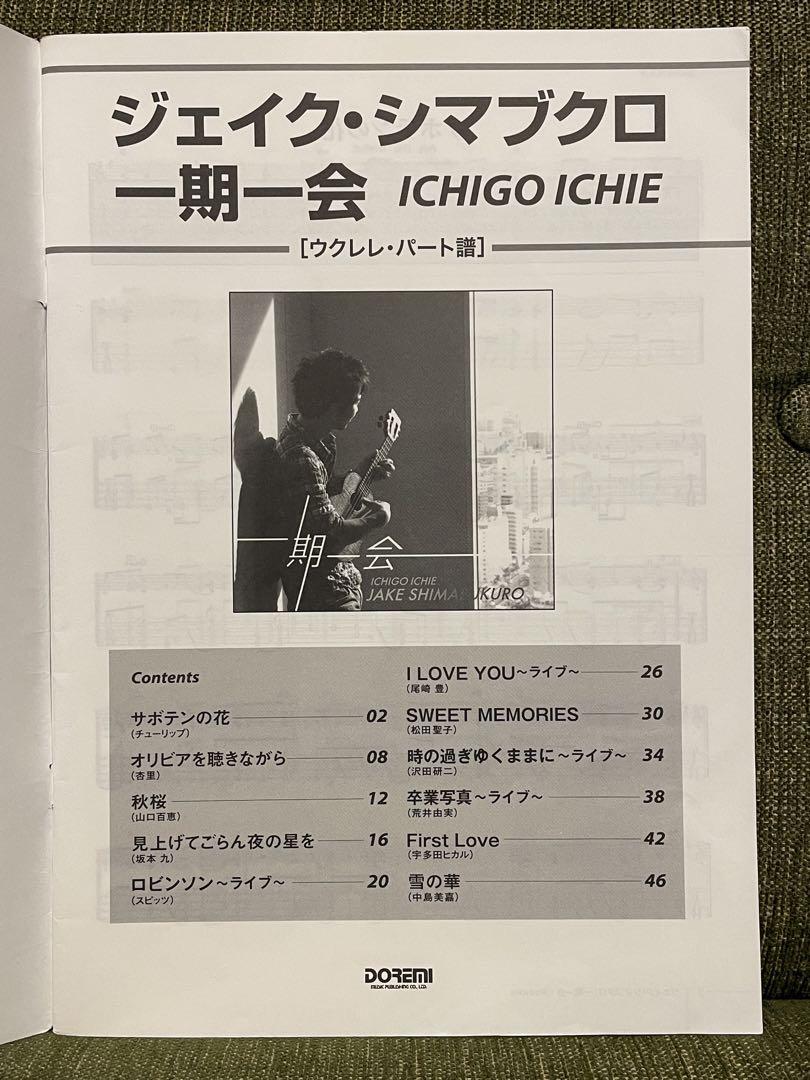 ジェイク・シマブクロ
一期一会 ICHIGO ICHIE
[ウクレレ・パート譜]
一期一会
ICHIGO ICHIE
JAKE SHIMABUKURO
Contents
サボテンの花 02
(チューリップ)
オリビアを聴きながら 08
(杏里)
秋桜 12
(山口百恵)
見上げてごらん夜の星を 16
(坂本 九)
ロビンソン〜ライブ〜 20
(スピッツ)
I LOVE YOU〜ライブ〜 26
(尾崎 豊)
SWEET MEMORIES 30
(松田聖子)
時の過ぎゆくままに〜ライブ〜 34
(沢田研二)
卒業写真〜ライブ〜 38
(荒井由実)
First Love 42
(宇多田ヒカル)
雪の華 46
(中島美嘉)
DOREMI
MUSIC PUBLISHING CO., LTD.